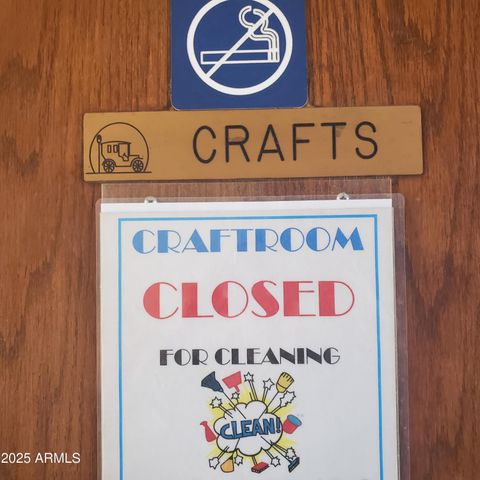 CRAFTS
CRAFTROOM
CLOSED
FOR CLEANING
CLEAN!
2025 ARMLS